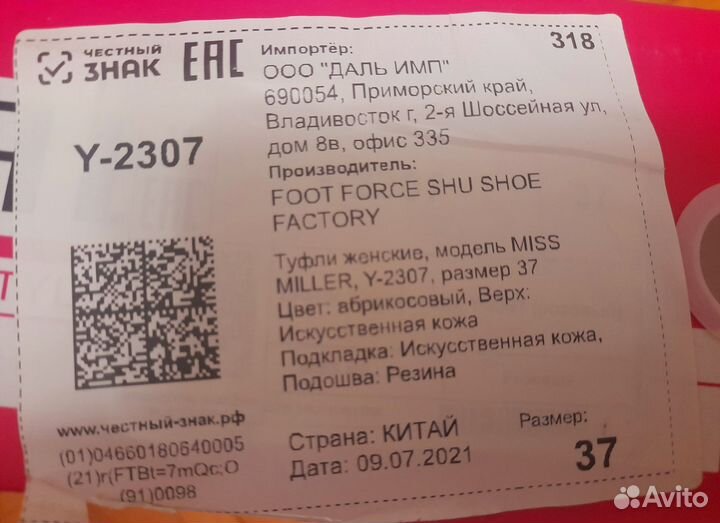 ЧЕСТНЫЙ
ЗНАК
EAC
318
Импортёр:
ООО "ДАЛЬ ИМП"
690054, Приморский край,
Владивосток г, 2-я Шоссейная ул,
дом 8в, офис 335
Y-2307
Производитель:
FOOT FORCE SHU SHOE
FACTORY
Туфли женские, модель MISS
MILLER, Y-2307, размер 37
Цвет: абрикосовый, Верх:
Искусственная кожа
Подкладка: Искусственная кожа,
Подошва: Резина
www.честный-знак.рф
(01)04660180640005
(21)r(FTBt=7mQc;O
(91)0098
Страна: КИТАЙ
Дата: 09.07.2021
Размер:
37
Avito